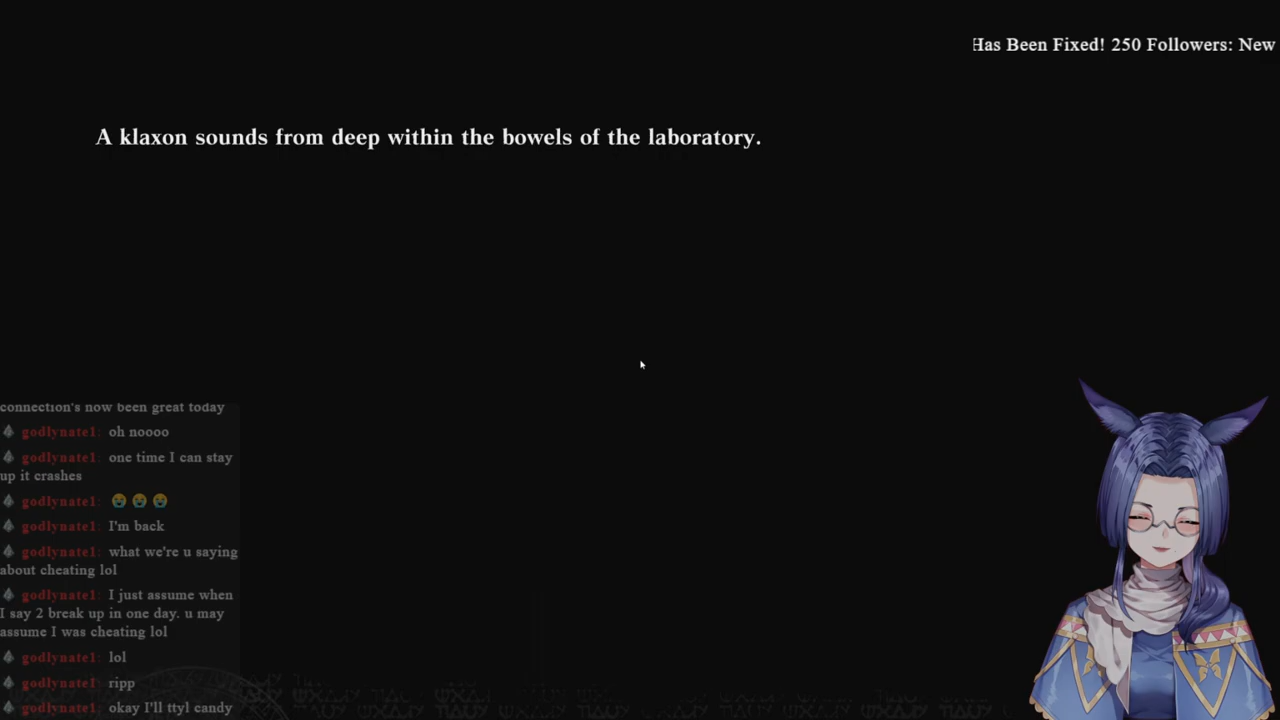 Has Been Fixed! 250 Followers: New
A klaxon sounds from deep within the bowels of the laboratory.
connection's now been great today
godlynate1: oh noooo
godlynate1: one time I can stay
up it crashes
godlynate1: 😭 😭 😭
godlynate1: I'm back
godlynate1: what we're u saying
about cheating lol
godlynate1: I just assume when
I say 2 break up in one day. u may
assume I was cheating lol
godlynate1: lol
godlynate1: ripp
godlynate1: okay I'll ttyl candy